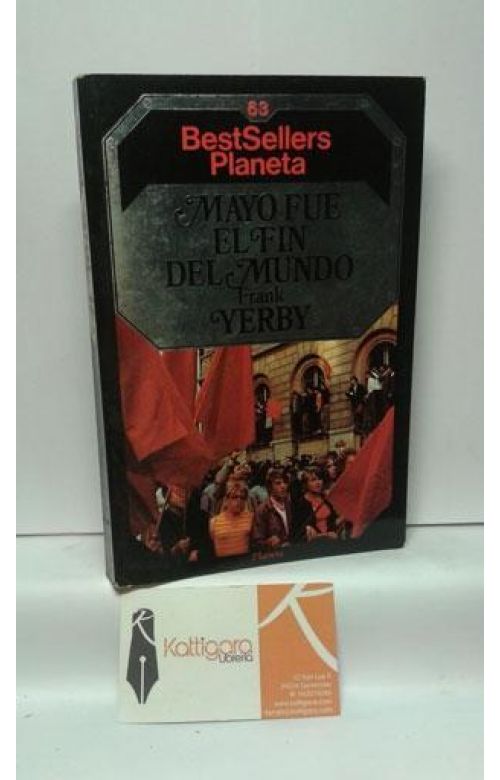 63
BestSellers
Planeta
MAYO FUE
EL FIN
DEL MUNDO
Frank
YERBY
Planeta
Kattigara
Librería